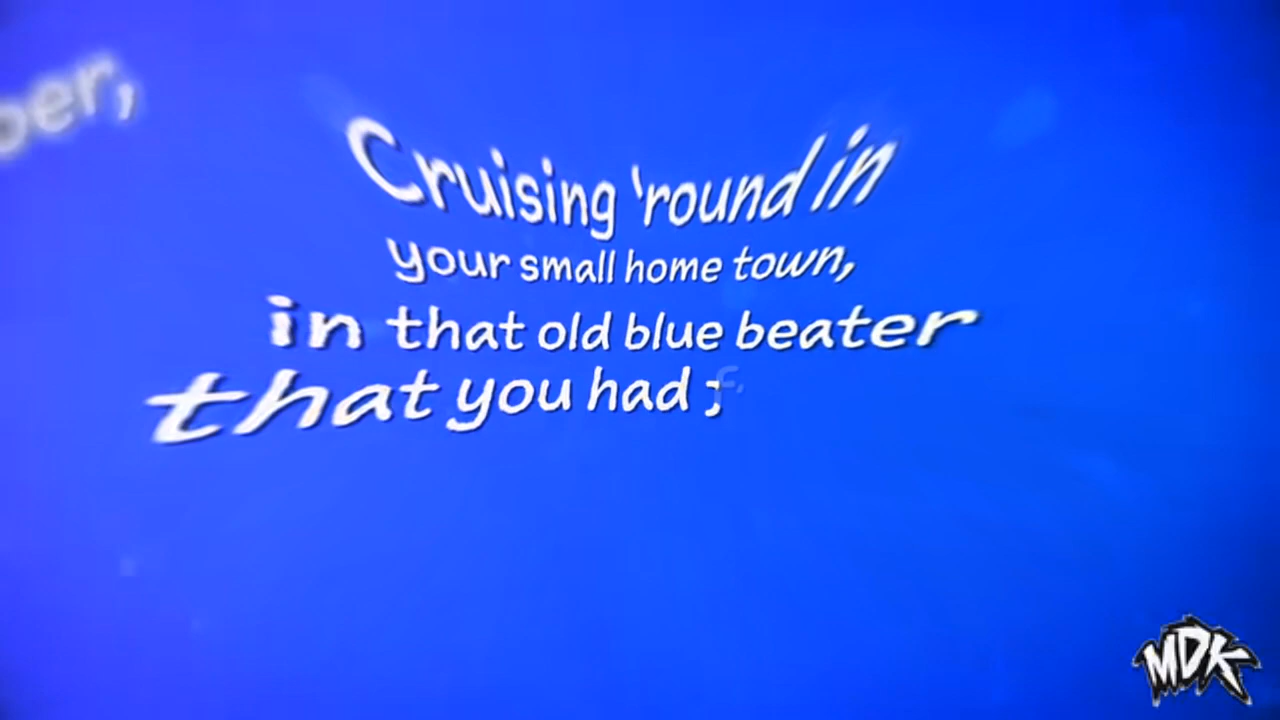 Cruising 'round in
your small home town,
in that old blue beater
that you had
MDK